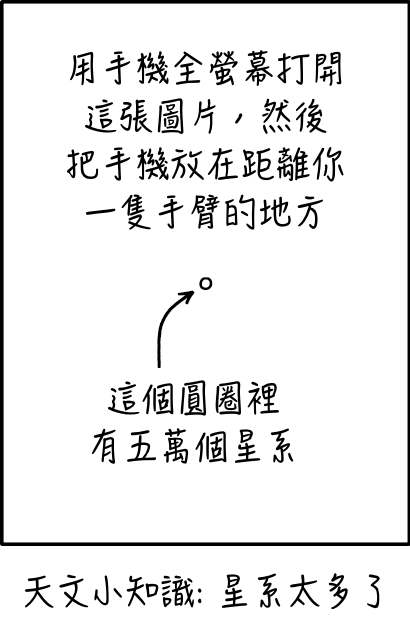 用手機全螢幕打開
這張圖片，然後
把手機放在距離你
一隻手臂的地方
這個圓圈裡
有五萬個星系
天文小知識: 星系太多了